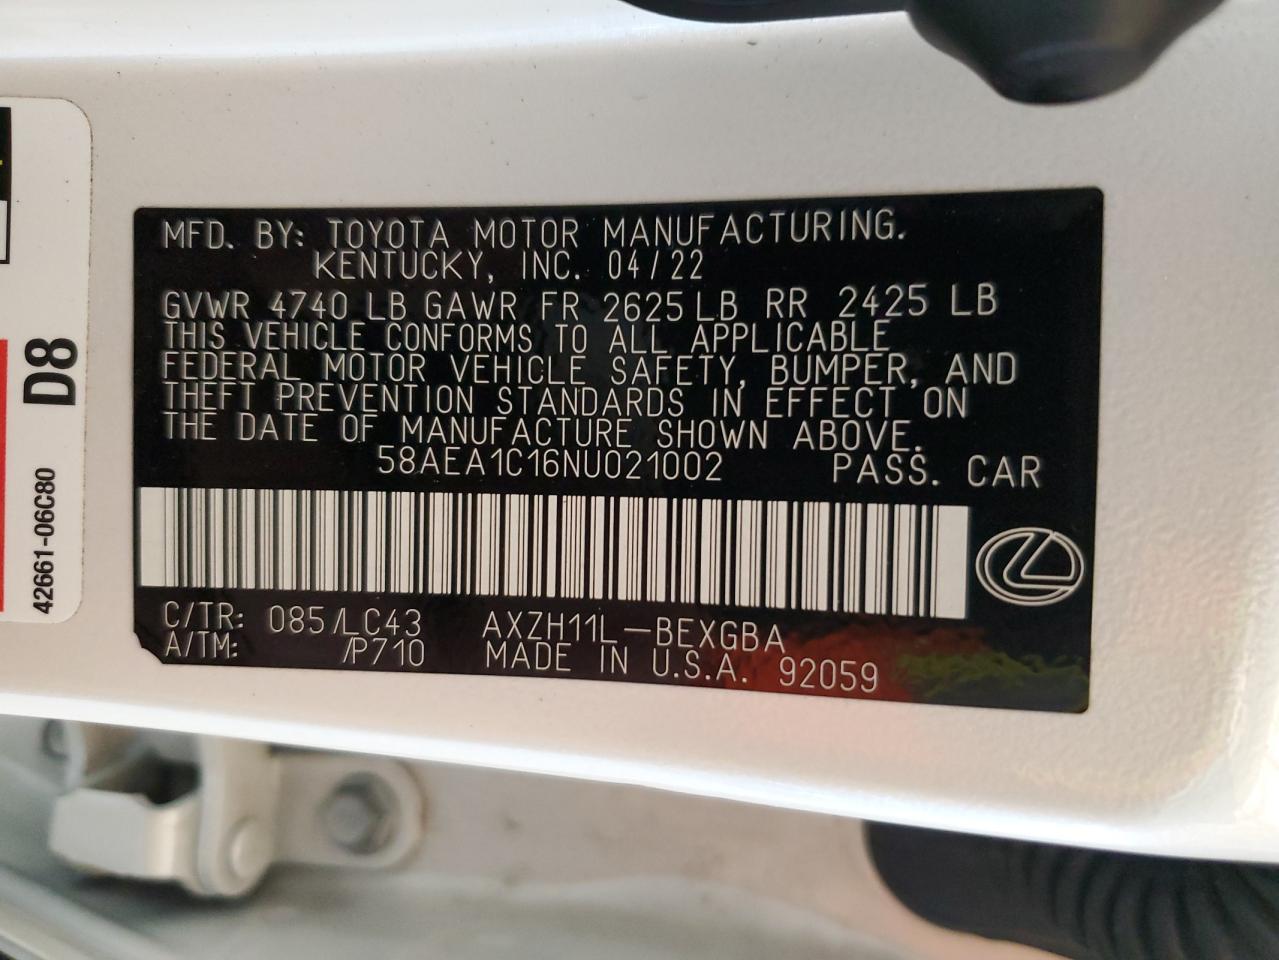 MFD. BY: TOYOTA MOTOR MANUFACTURING.
KENTUCKY, INC. 04/22
GVWR 4740 LB GAWR FR 2625 LB RR 2425 LB
THIS VEHICLE CONFORMS TO ALL APPLICABLE
FEDERAL MOTOR VEHICLE SAFETY, BUMPER, AND
THEFT PREVENTION STANDARDS IN EFFECT ON
THE DATE OF MANUFACTURE SHOWN ABOVE.
58AEA1C16NU021002 PASS. CAR
C/TR: 085/LC43 AXZH11L-BEXGBA
A/TM: /P710 MADE IN U.S.A. 92059
D8
42661-06C80